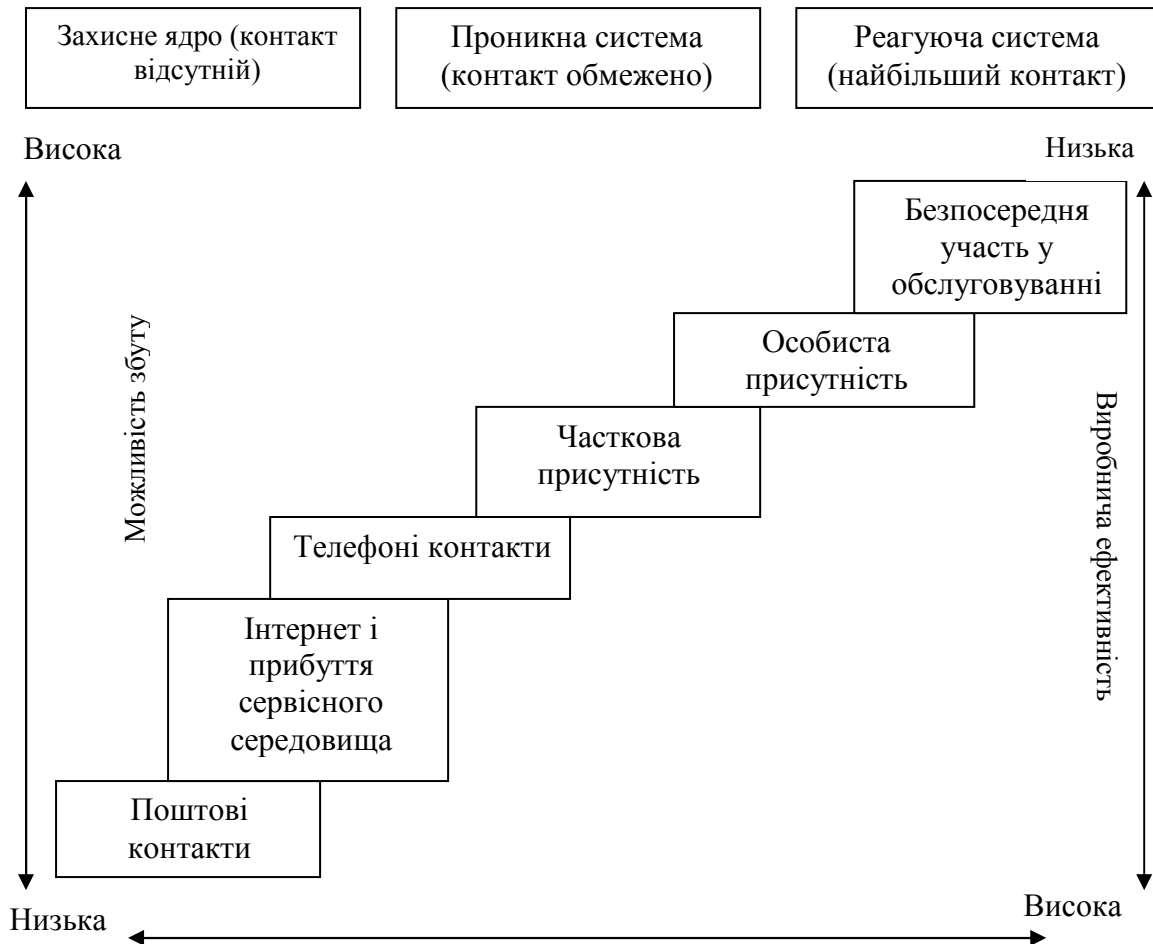 Захисне ядро (контакт
відсутній)
Проникна система
(контакт обмежено)
Реагуюча система
(найбільший контакт)
Висока
Низька
Безпосередня
участь у
обслуговуванні
Особиста
присутність
Часткова
присутність
Телефоні контакти
Інтернет і
прибуття
сервісного
середовища
Поштові
контакти
Можливість збуту
Виробнича ефективність
Низька
Висока